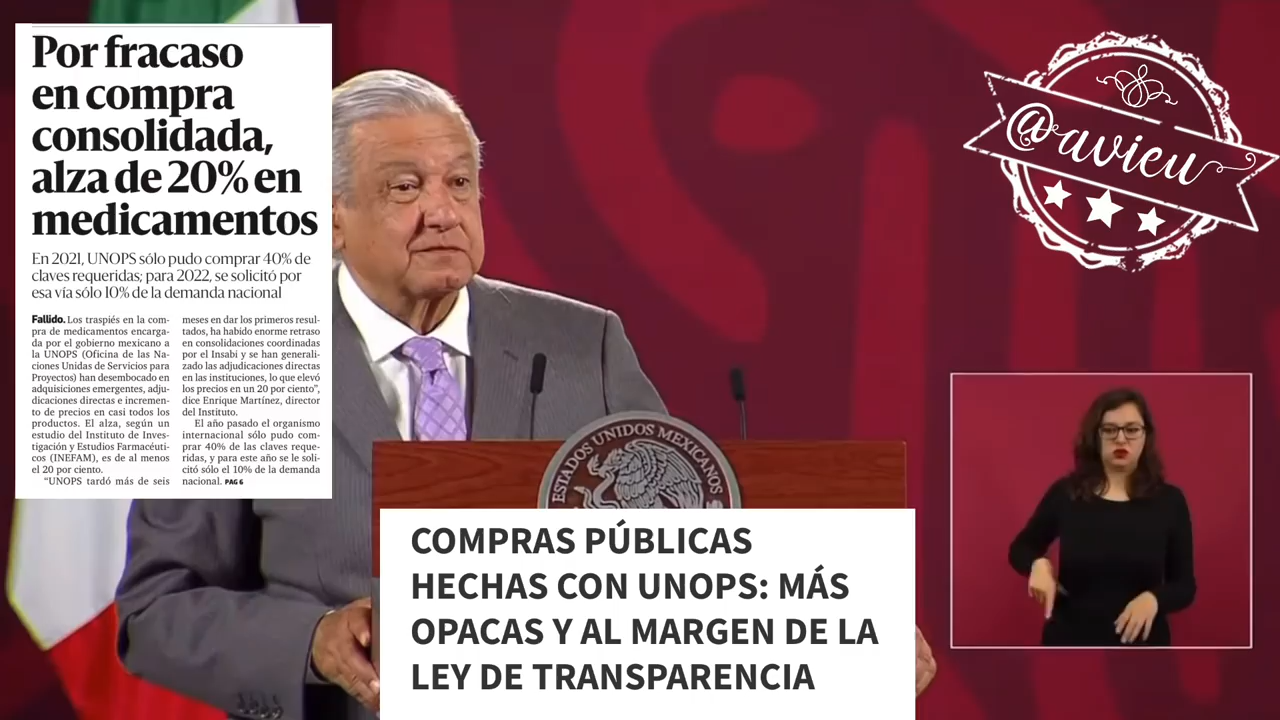 Por fracaso
en compra
consolidada,
alza de 20% en
medicamentos
En 2021, UNOPS sólo pudo comprar 40% de
claves requeridas; para 2022, se solicitó por
esa vía sólo 10% de la demanda nacional
Fallido. Los traspiés en la com-
pra de medicamentos encarga-
da por el gobierno mexicano a
la UNOPS (Oficina de las Na-
ciones Unidas de Servicios para
Proyectos) han desembocado en
adquisiciones emergentes, adju-
dicaciones directas e incremen-
to de precios en casi todos los
productos. El alza, según un
estudio del Instituto de Inves-
tigación y Estudios Farmacéuti-
cos (INEFAM), es de al menos
el 20 por ciento.
“UNOPS tardó más de seis
meses en dar los primeros resul-
tados, ha habido enorme retraso
en consolidaciones coordinadas
por el Insabi y se han generali-
zado las adjudicaciones directas
en las instituciones, lo que elevó
los precios en un 20 por ciento”,
dice Enrique Martínez, director
del Instituto.
El año pasado el organismo
internacional sólo pudo com-
prar 40% de las claves reque-
ridas, y para este año se le soli-
citó sólo el 10% de la demanda
nacional. PAG 6
@avieu
ESTADOS UNIDOS MEXICANOS
COMPRAS PÚBLICAS
HECHAS CON UNOPS: MÁS
OPACAS Y AL MARGEN DE LA
LEY DE TRANSPARENCIA